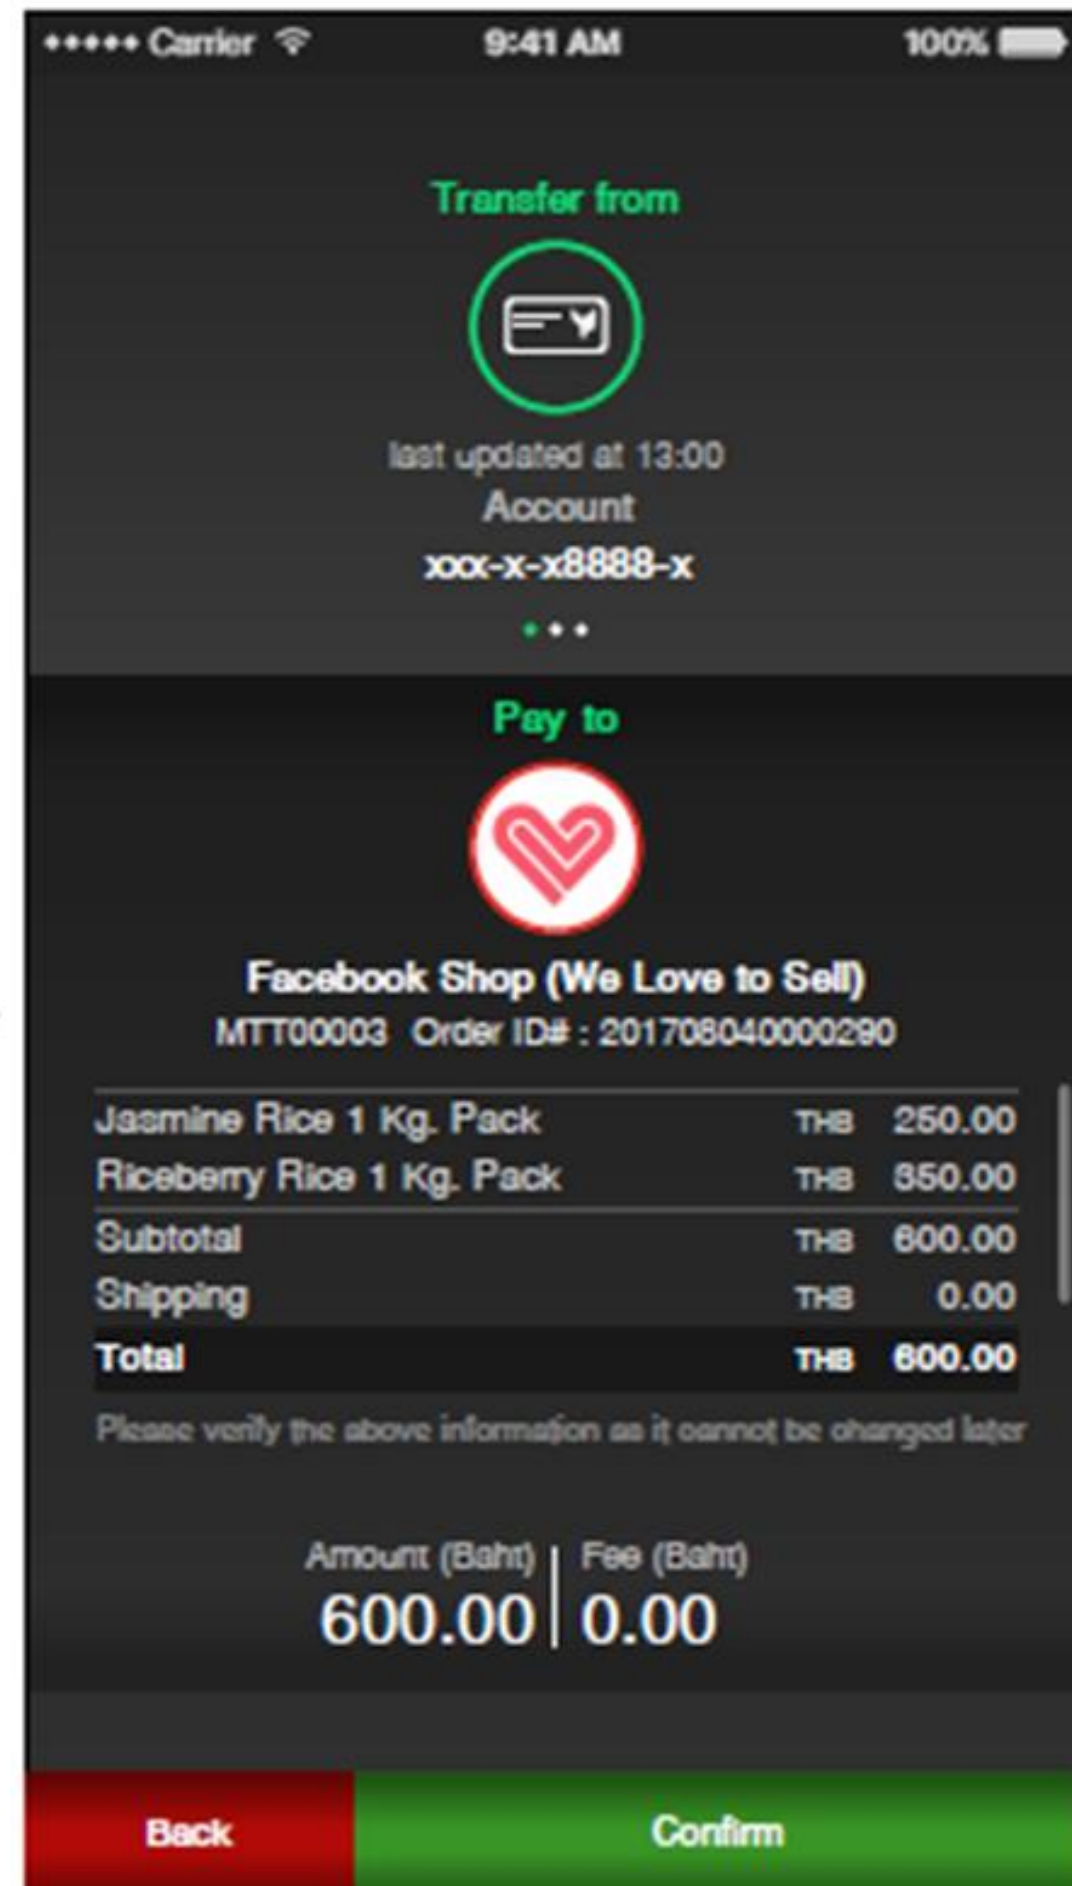 Carrier 9:41 AM 100%
Transfer from
last updated at 13:00
Account
xxx-x-x8888-x
Pay to
Facebook Shop (We Love to Sell)
MTT00003 Order ID# : 201708040000290
Jasmine Rice 1 Kg. Pack THB 250.00
Riceberry Rice 1 Kg. Pack THB 350.00
Subtotal THB 600.00
Shipping THB 0.00
Total THB 600.00
Please verify the above information as it cannot be changed later
Amount (Baht) Fee (Baht)
600.00 0.00
Back Confirm